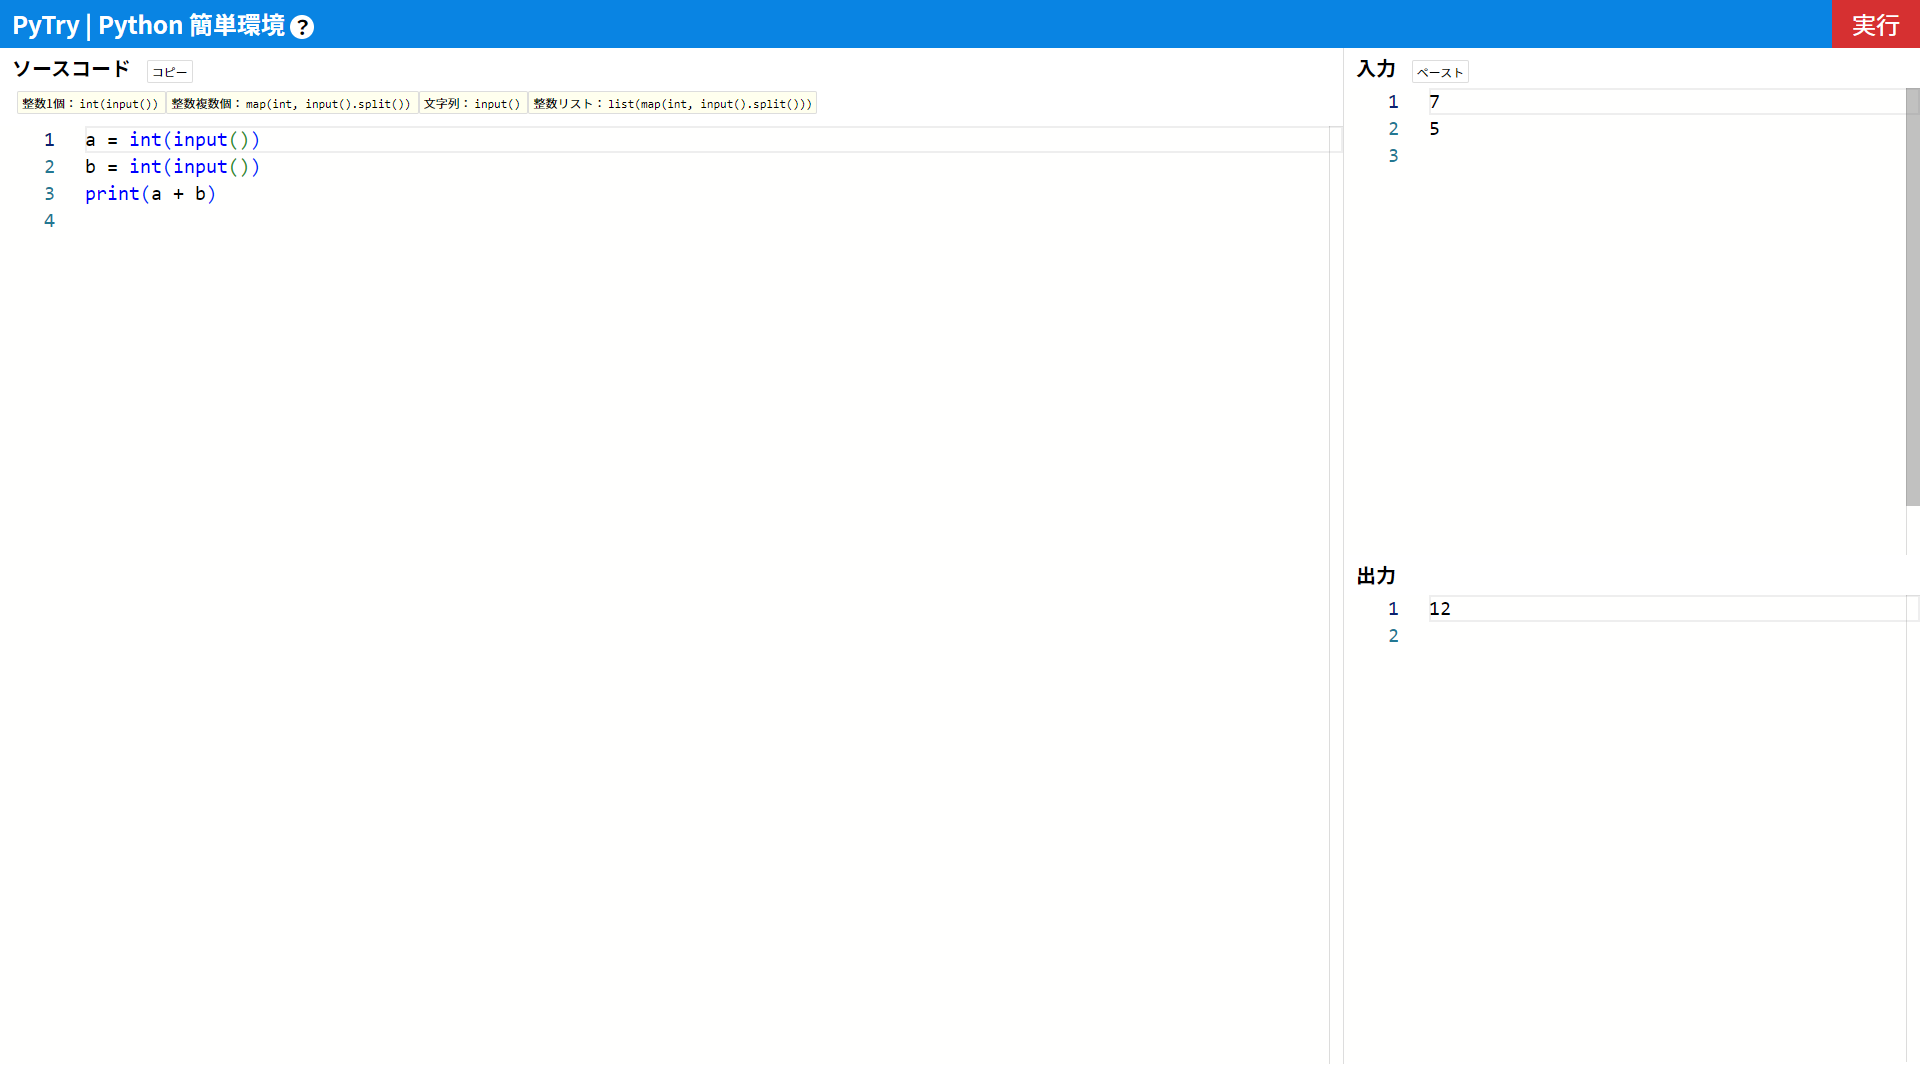 PyTry | Python 簡単環境 ?
実行
ソースコード コピー
整数1個： int(input()) 整数複数個： map(int, input().split()) 文字列： input() 整数リスト： list(map(int, input().split()))
1 a = int(input())
2 b = int(input())
3 print(a + b)
4
入力 ペースト
1 7
2 5
3
出力
1 12
2